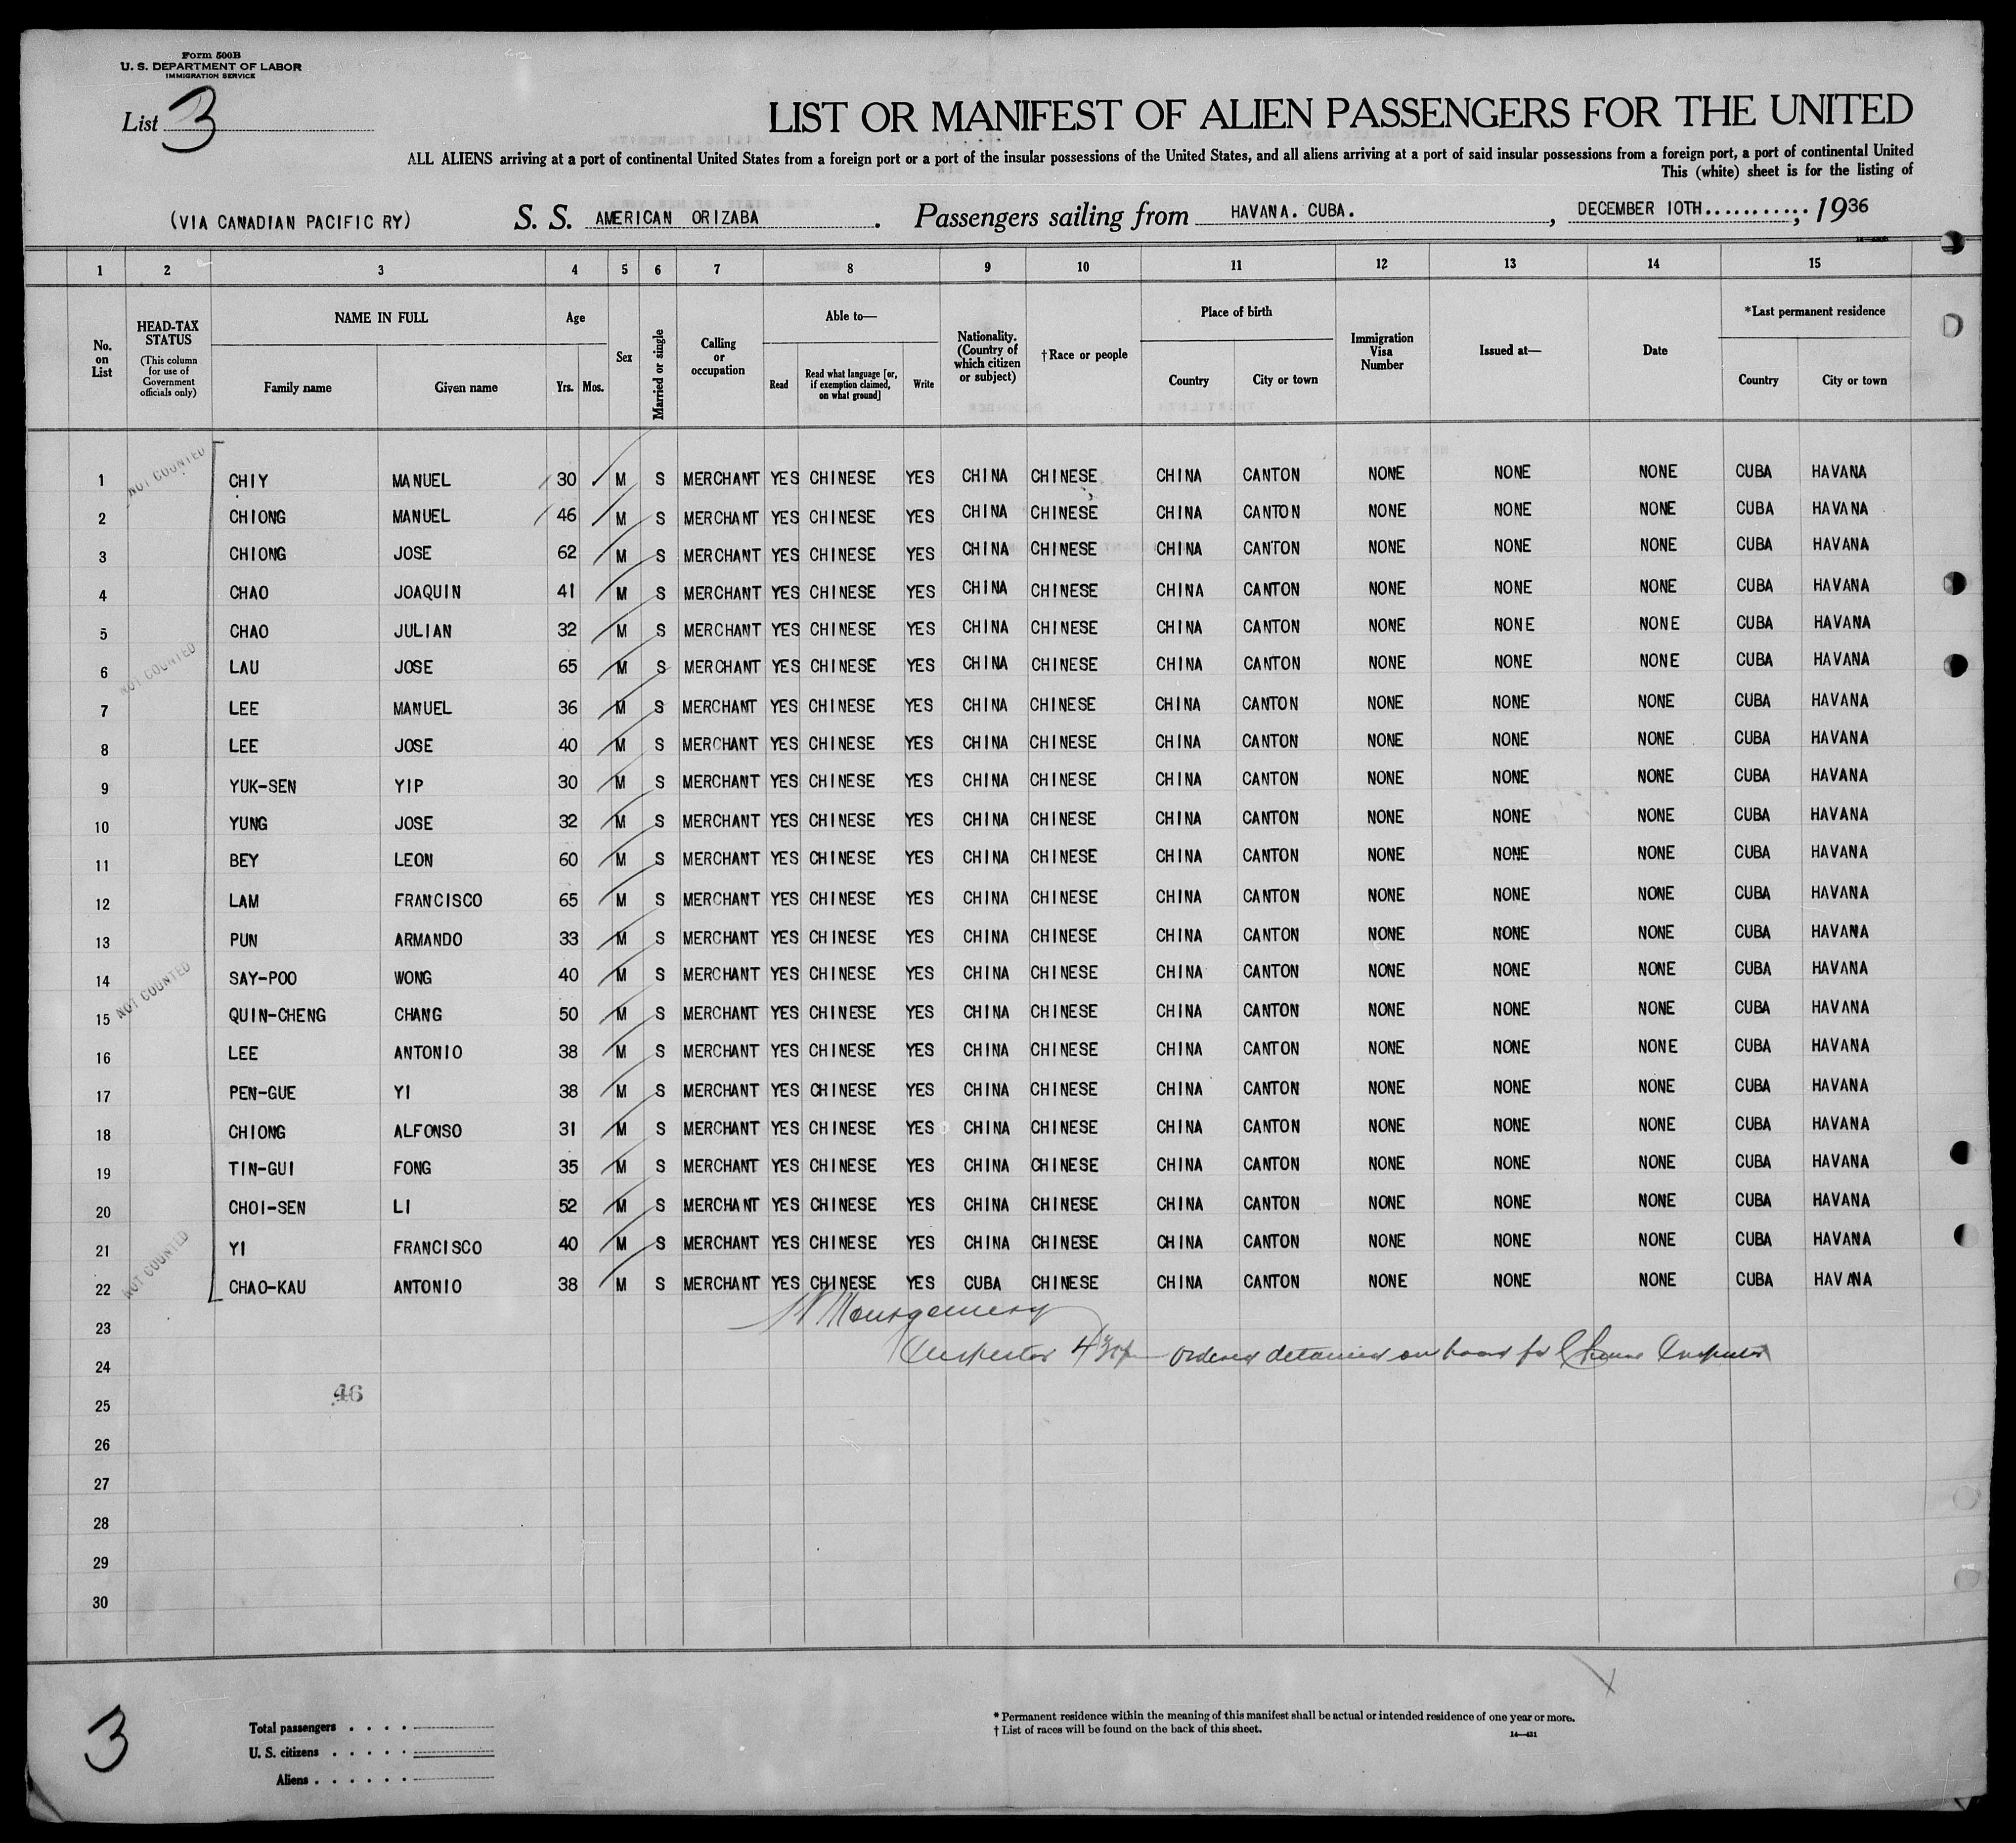 Form 500B
U. S. DEPARTMENT OF LABOR
IMMIGRATION SERVICE
List 3
LIST OR MANIFEST OF ALIEN PASSENGERS FOR THE UNITED
ALL ALIENS arriving at a port of continental United States from a foreign port or a port of the insular possessions of the United States, and all aliens arriving at a port of said insular possessions from a foreign port, a port of continental United
This (white) sheet is for the listing of
(VIA CANADIAN PACIFIC RY) S. S. AMERICAN ORIZABA. Passengers sailing from HAVANA. CUBA., DECEMBER 10TH..........., 1936
1 2 3 4 5 6 7 8 9 10 11 12 13 14 15
No. on List
HEAD-TAX STATUS
(This column for use of Government officials only)
NAME IN FULL
Family name Given name
Age
Yrs. Mos.
Sex
Married or single
Calling or occupation
Able to—
Read
Read what language [or, if exemption claimed, on what ground]
Write
Nationality. (Country of which citizen or subject)
†Race or people
Place of birth
Country City or town
Immigration Visa Number
Issued at—
Date
*Last permanent residence
Country City or town
NOT COUNTED
1 CHIY MANUEL 30 M S MERCHANT YES CHINESE YES CHINA CHINESE CHINA CANTON NONE NONE NONE CUBA HAVANA
2 CHIONG MANUEL 46 M S MERCHANT YES CHINESE YES CHINA CHINESE CHINA CANTON NONE NONE NONE CUBA HAVANA
3 CHIONG JOSE 62 M S MERCHANT YES CHINESE YES CHINA CHINESE CHINA CANTON NONE NONE NONE CUBA HAVANA
4 CHAO JOAQUIN 41 M S MERCHANT YES CHINESE YES CHINA CHINESE CHINA CANTON NONE NONE NONE CUBA HAVANA
5 CHAO JULIAN 32 M S MERCHANT YES CHINESE YES CHINA CHINESE CHINA CANTON NONE NONE NONE CUBA HAVANA
NOT COUNTED
6 LAU JOSE 65 M S MERCHANT YES CHINESE YES CHINA CHINESE CHINA CANTON NONE NONE NONE CUBA HAVANA
7 LEE MANUEL 36 M S MERCHANT YES CHINESE YES CHINA CHINESE CHINA CANTON NONE NONE NONE CUBA HAVANA
8 LEE JOSE 40 M S MERCHANT YES CHINESE YES CHINA CHINESE CHINA CANTON NONE NONE NONE CUBA HAVANA
9 YUK-SEN YIP 30 M S MERCHANT YES CHINESE YES CHINA CHINESE CHINA CANTON NONE NONE NONE CUBA HAVANA
10 YUNG JOSE 32 M S MERCHANT YES CHINESE YES CHINA CHINESE CHINA CANTON NONE NONE NONE CUBA HAVANA
11 BEY LEON 60 M S MERCHANT YES CHINESE YES CHINA CHINESE CHINA CANTON NONE NONE NONE CUBA HAVANA
12 LAM FRANCISCO 65 M S MERCHANT YES CHINESE YES CHINA CHINESE CHINA CANTON NONE NONE NONE CUBA HAVANA
13 PUN ARMANDO 33 M S MERCHANT YES CHINESE YES CHINA CHINESE CHINA CANTON NONE NONE NONE CUBA HAVANA
14 SAY-POO WONG 40 M S MERCHANT YES CHINESE YES CHINA CHINESE CHINA CANTON NONE NONE NONE CUBA HAVANA
NOT COUNTED
15 QUIN-CHENG CHANG 50 M S MERCHANT YES CHINESE YES CHINA CHINESE CHINA CANTON NONE NONE NONE CUBA HAVANA
16 LEE ANTONIO 38 M S MERCHANT YES CHINESE YES CHINA CHINESE CHINA CANTON NONE NONE NONE CUBA HAVANA
17 PEN-GUE YI 38 M S MERCHANT YES CHINESE YES CHINA CHINESE CHINA CANTON NONE NONE NONE CUBA HAVANA
18 CHIONG ALFONSO 31 M S MERCHANT YES CHINESE YES CHINA CHINESE CHINA CANTON NONE NONE NONE CUBA HAVANA
19 TIN-GUI FONG 35 M S MERCHANT YES CHINESE YES CHINA CHINESE CHINA CANTON NONE NONE NONE CUBA HAVANA
20 CHOI-SEN LI 52 M S MERCHANT YES CHINESE YES CHINA CHINESE CHINA CANTON NONE NONE NONE CUBA HAVANA
21 YI FRANCISCO 40 M S MERCHANT YES CHINESE YES CHINA CHINESE CHINA CANTON NONE NONE NONE CUBA HAVANA
NOT COUNTED
22 CHAO-KAU ANTONIO 38 M S MERCHANT YES CHINESE YES CUBA CHINESE CHINA CANTON NONE NONE NONE CUBA HAVANA
23 Montgomery
24 Inspector ordered detained on board for Chinese Inspector
46
25
26
27
28
29
30
3
Total passengers . . . .
U. S. citizens . . . . .
Aliens . . . . . .
* Permanent residence within the meaning of this manifest shall be actual or intended residence of one year or more.
† List of races will be found on the back of this sheet.
14—431